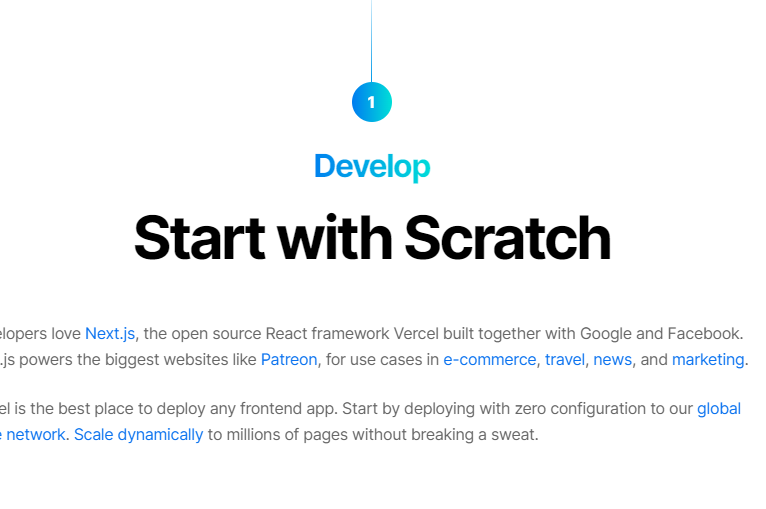 1
Develop
Start with Scratch
elopers love Next.js, the open source React framework Vercel built together with Google and Facebook.
.js powers the biggest websites like Patreon, for use cases in e-commerce, travel, news, and marketing.
el is the best place to deploy any frontend app. Start by deploying with zero configuration to our global
e network. Scale dynamically to millions of pages without breaking a sweat.